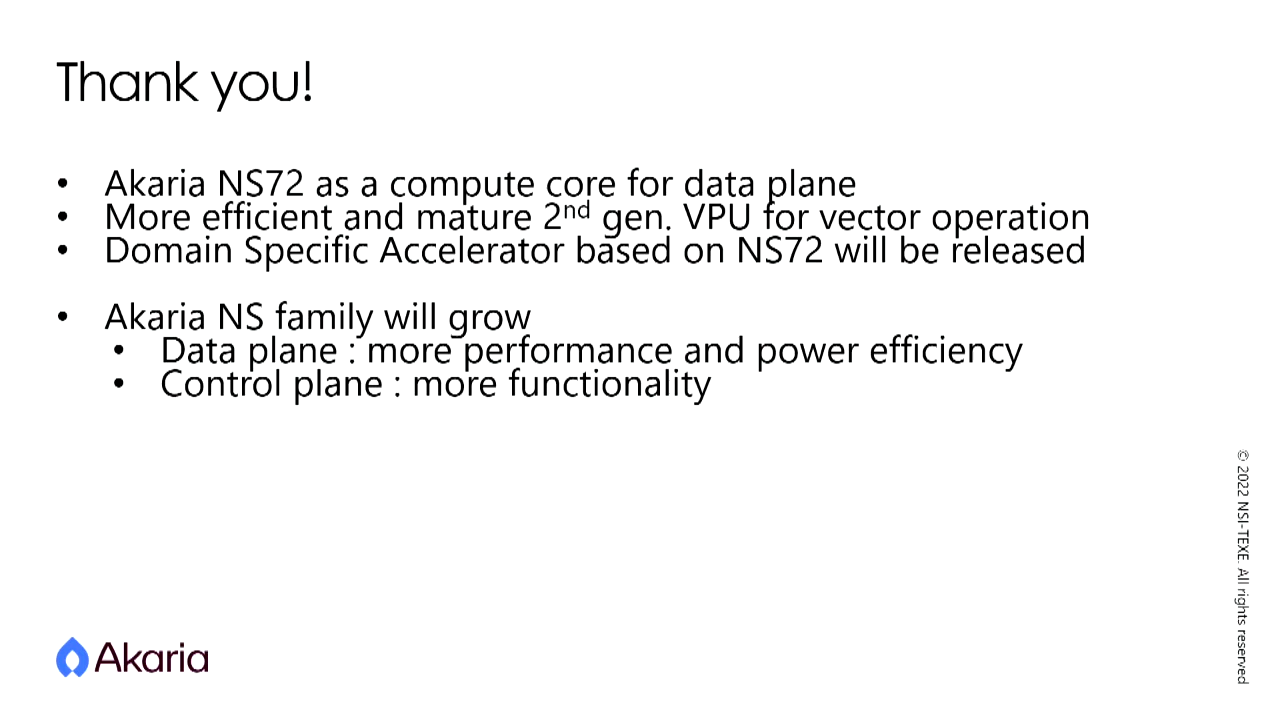 Thank you!
• Akaria NS72 as a compute core for data plane
• More efficient and mature 2nd gen. VPU for vector operation
• Domain Specific Accelerator based on NS72 will be released
• Akaria NS family will grow
• Data plane : more performance and power efficiency
• Control plane : more functionality
© 2022 NSI-TEXE. All rights reserved
Akaria